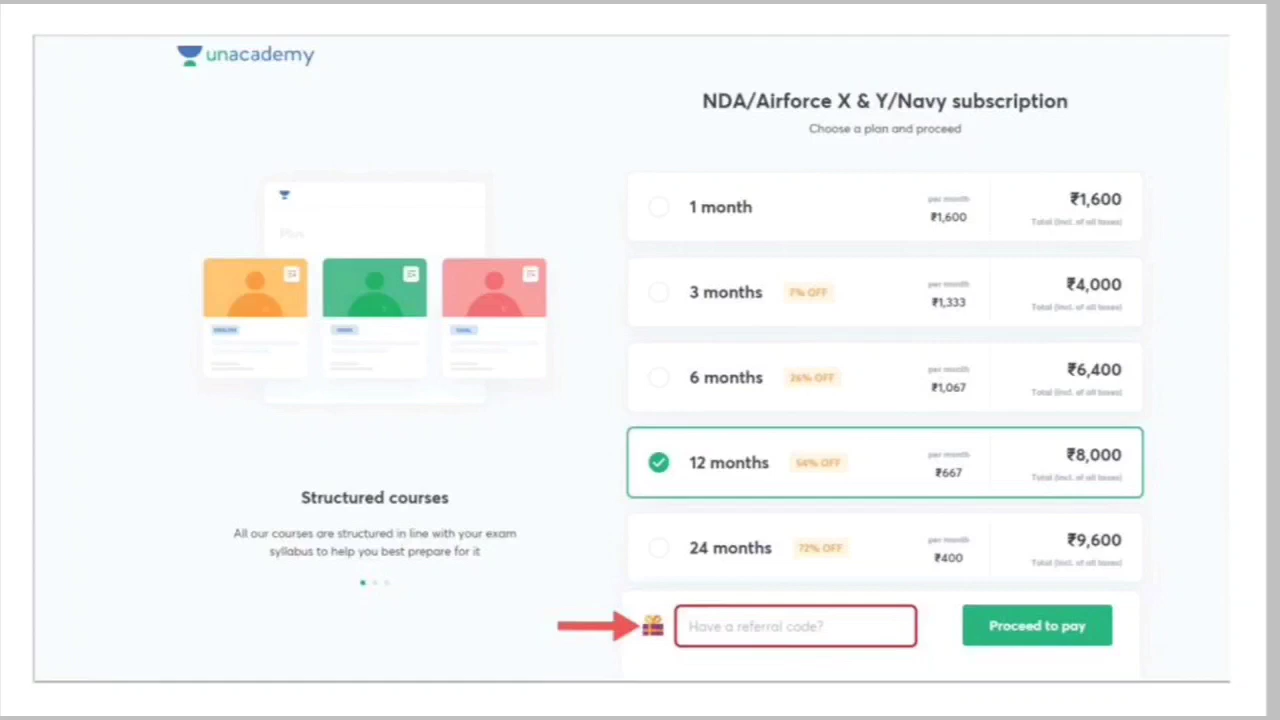 unacademy
NDA/Airforce X & Y/Navy subscription
Choose a plan and proceed
Plus
1 month
per month
₹1,600
₹1,600
Total (Incl. of all taxes)
3 months
7% OFF
per month
₹1,333
₹4,000
Total (Incl. of all taxes)
6 months
26% OFF
per month
₹1,067
₹6,400
Total (Incl. of all taxes)
12 months
54% OFF
per month
₹667
₹8,000
Total (Incl. of all taxes)
24 months
72% OFF
per month
₹400
₹9,600
Total (Incl. of all taxes)
Structured courses
All our courses are structured in line with your exam
syllabus to help you best prepare for it
Have a referral code?
Proceed to pay